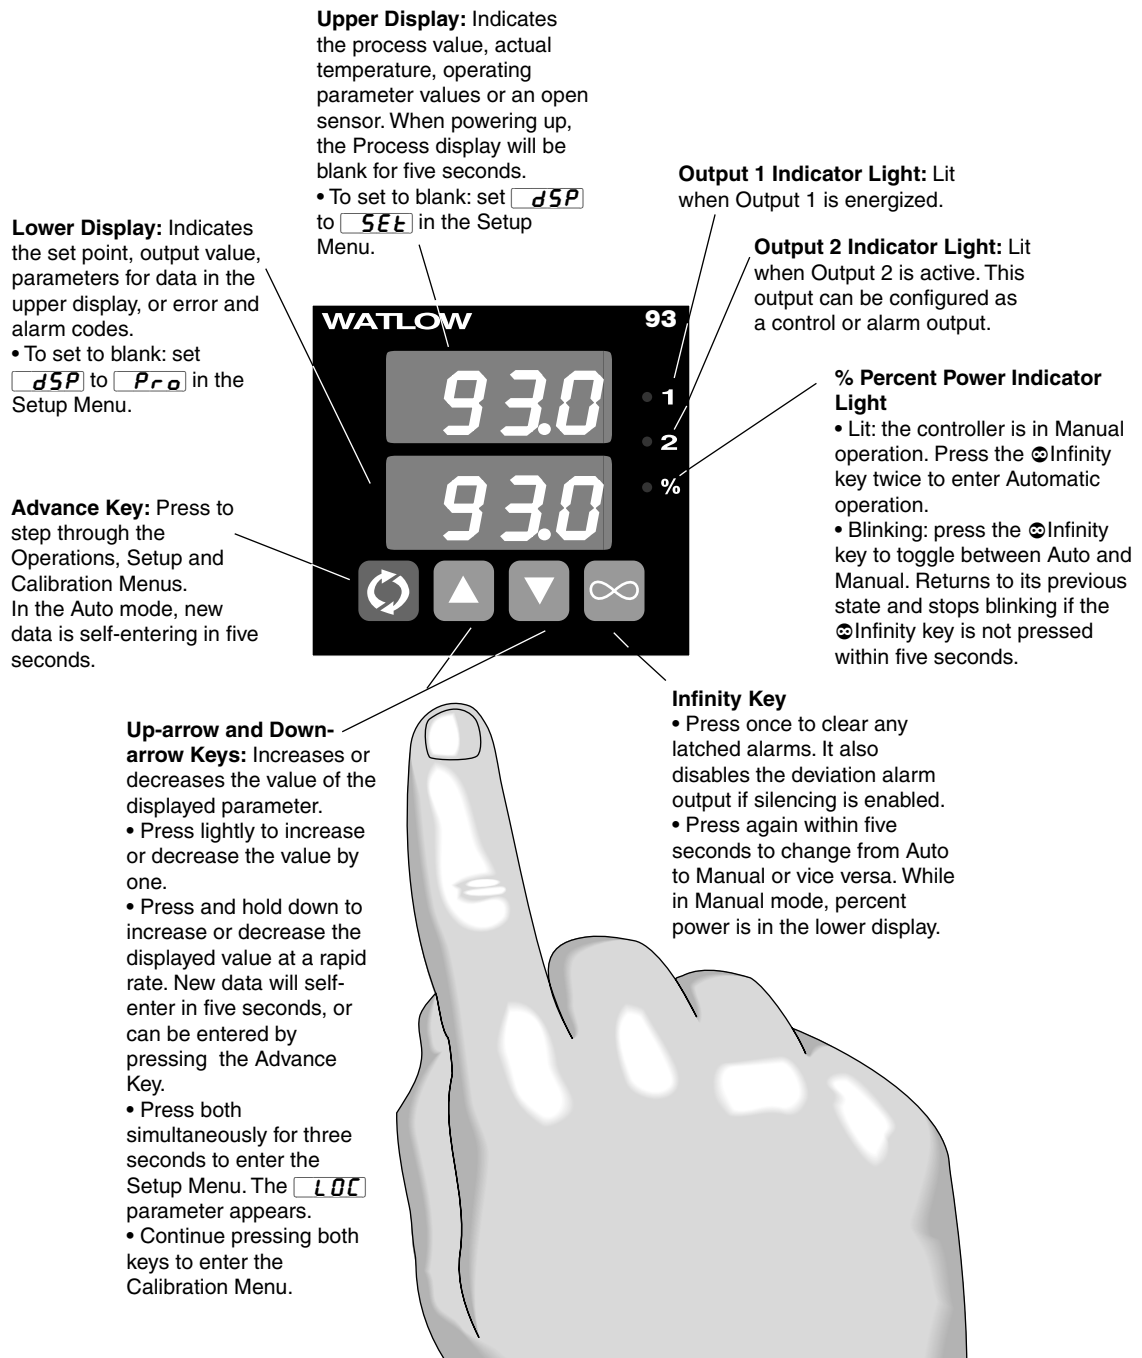 Upper Display: Indicates
the process value, actual
temperature, operating
parameter values or an open
sensor. When powering up,
the Process display will be
blank for five seconds.
• To set to blank: set dSP
to SEt in the Setup
Menu.
Output 1 Indicator Light: Lit
when Output 1 is energized.
Lower Display: Indicates
the set point, output value,
parameters for data in the
upper display, or error and
alarm codes.
• To set to blank: set
dSP to Pro in the
Setup Menu.
Output 2 Indicator Light: Lit
when Output 2 is active. This
output can be configured as
a control or alarm output.
WATLOW 93
93.0
1
2
93.0
%
% Percent Power Indicator
Light
• Lit: the controller is in Manual
operation. Press the ∞Infinity
key twice to enter Automatic
operation.
• Blinking: press the ∞Infinity
key to toggle between Auto and
Manual. Returns to its previous
state and stops blinking if the
∞Infinity key is not pressed
within five seconds.
Advance Key: Press to
step through the
Operations, Setup and
Calibration Menus.
In the Auto mode, new
data is self-entering in five
seconds.
∞
Infinity Key
• Press once to clear any
latched alarms. It also
disables the deviation alarm
output if silencing is enabled.
• Press again within five
seconds to change from Auto
to Manual or vice versa. While
in Manual mode, percent
power is in the lower display.
Up-arrow and Down-
arrow Keys: Increases or
decreases the value of the
displayed parameter.
• Press lightly to increase
or decrease the value by
one.
• Press and hold down to
increase or decrease the
displayed value at a rapid
rate. New data will self-
enter in five seconds, or
can be entered by
pressing the Advance
Key.
• Press both
simultaneously for three
seconds to enter the
Setup Menu. The LOC
parameter appears.
• Continue pressing both
keys to enter the
Calibration Menu.